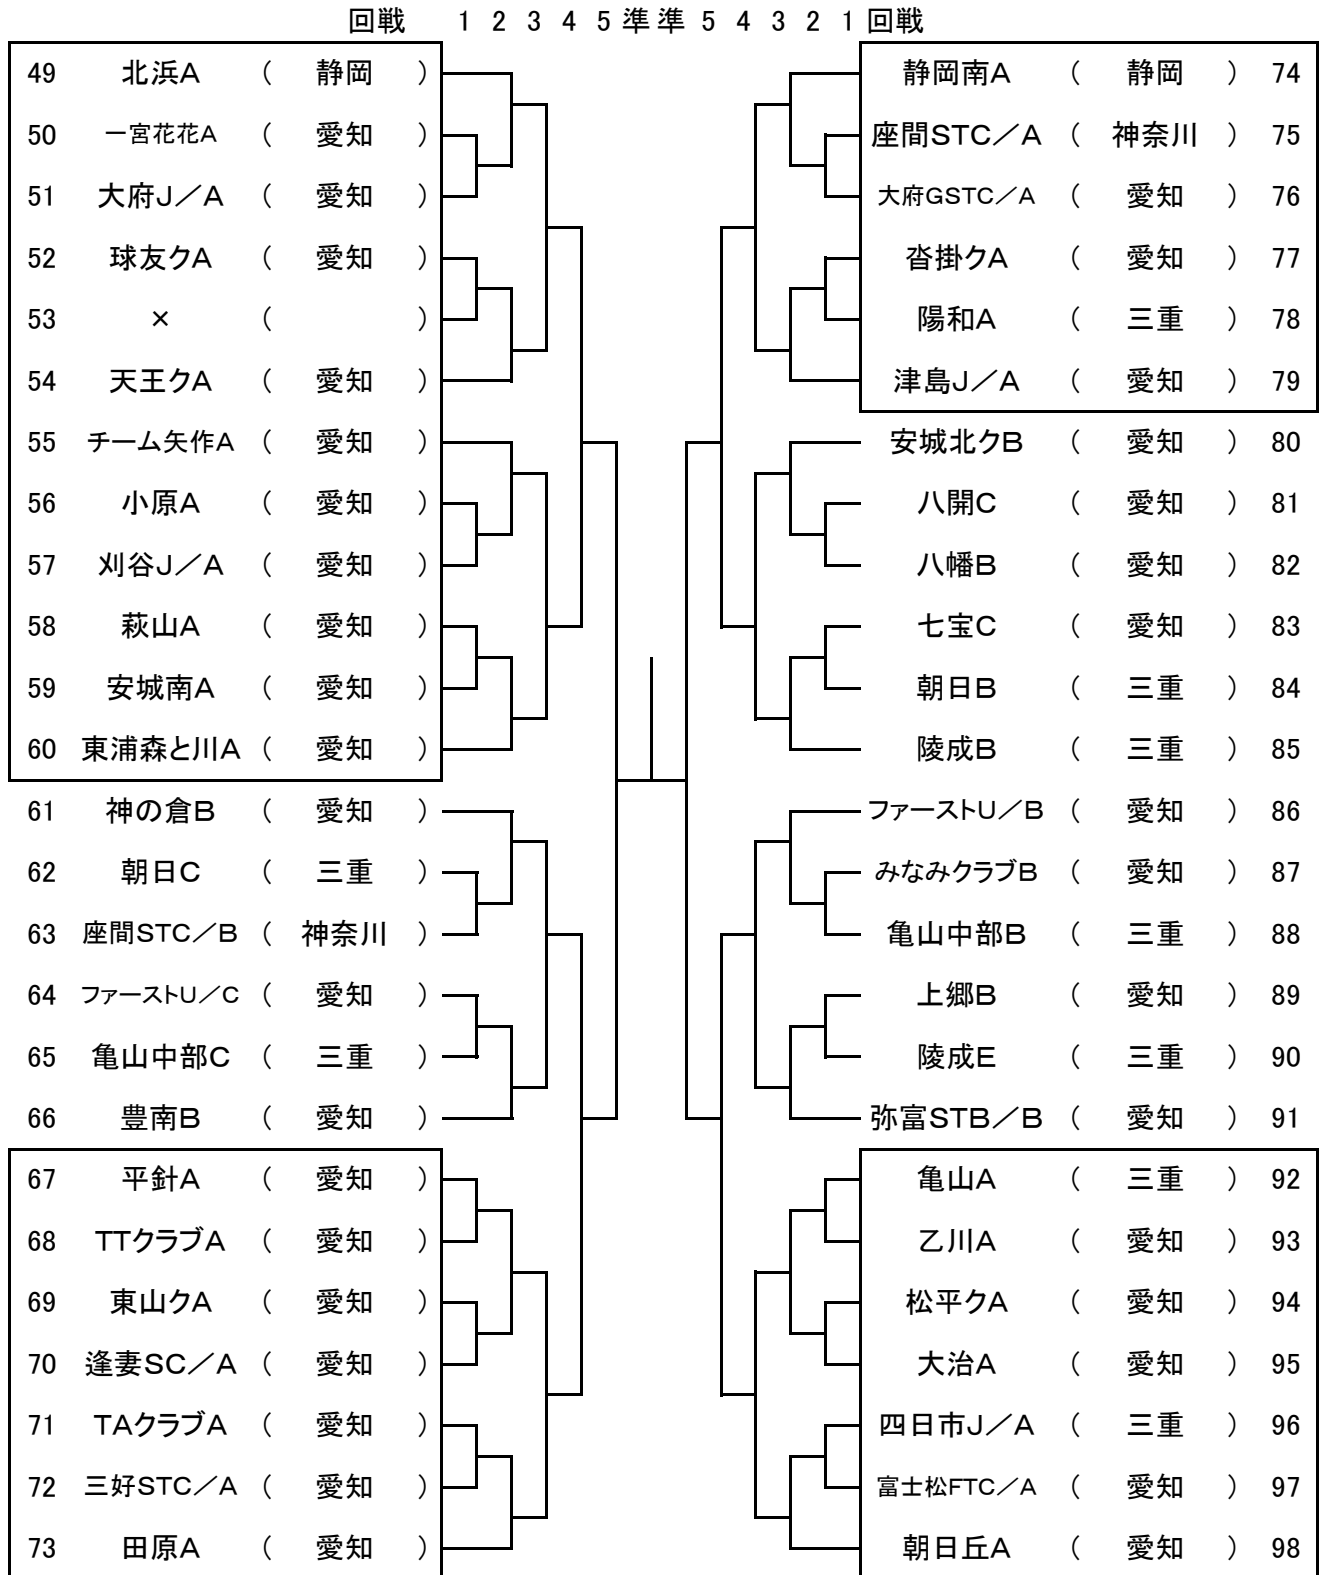 回戦 1 2 3 4 5 準 準 5 4 3 2 1 回戦
49 北浜A ( 静岡 ) 静岡南A ( 静岡 ) 74
50 一宮花花A ( 愛知 ) 座間STC／A ( 神奈川 ) 75
51 大府J／A ( 愛知 ) 大府GSTC／A ( 愛知 ) 76
52 球友クA ( 愛知 ) 沓掛クA ( 愛知 ) 77
53 × ( ) 陽和A ( 三重 ) 78
54 天王クA ( 愛知 ) 津島J／A ( 愛知 ) 79
55 チーム矢作A ( 愛知 ) 安城北クB ( 愛知 ) 80
56 小原A ( 愛知 ) 八開C ( 愛知 ) 81
57 刈谷J／A ( 愛知 ) 八幡B ( 愛知 ) 82
58 萩山A ( 愛知 ) 七宝C ( 愛知 ) 83
59 安城南A ( 愛知 ) 朝日B ( 三重 ) 84
60 東浦森と川A ( 愛知 ) 陵成B ( 三重 ) 85
61 神の倉B ( 愛知 ) ファーストU／B ( 愛知 ) 86
62 朝日C ( 三重 ) みなみクラブB ( 愛知 ) 87
63 座間STC／B ( 神奈川 ) 亀山中部B ( 三重 ) 88
64 ファーストU／C ( 愛知 ) 上郷B ( 愛知 ) 89
65 亀山中部C ( 三重 ) 陵成E ( 三重 ) 90
66 豊南B ( 愛知 ) 弥富STB／B ( 愛知 ) 91
67 平針A ( 愛知 ) 亀山A ( 三重 ) 92
68 TTクラブA ( 愛知 ) 乙川A ( 愛知 ) 93
69 東山クA ( 愛知 ) 松平クA ( 愛知 ) 94
70 逢妻SC／A ( 愛知 ) 大治A ( 愛知 ) 95
71 TAクラブA ( 愛知 ) 四日市J／A ( 三重 ) 96
72 三好STC／A ( 愛知 ) 富士松FTC／A ( 愛知 ) 97
73 田原A ( 愛知 ) 朝日丘A ( 愛知 ) 98